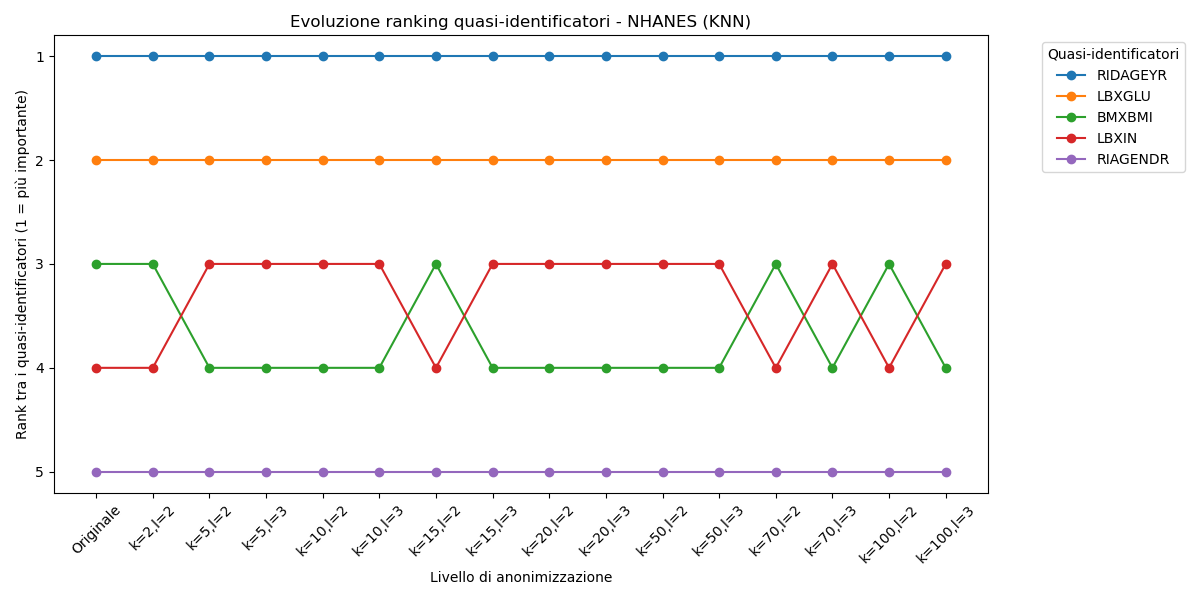 Evoluzione ranking quasi-identificatori - NHANES (KNN)
Rank tra i quasi-identificatori (1 = più importante)
1
2
3
4
5
Originale
k=2,l=2
k=5,l=2
k=5,l=3
k=10,l=2
k=10,l=3
k=15,l=2
k=15,l=3
k=20,l=2
k=20,l=3
k=50,l=2
k=50,l=3
k=70,l=2
k=70,l=3
k=100,l=2
k=100,l=3
Livello di anonimizzazione
Quasi-identificatori
RIDAGEYR
LBXGLU
BMXBMI
LBXIN
RIAGENDR